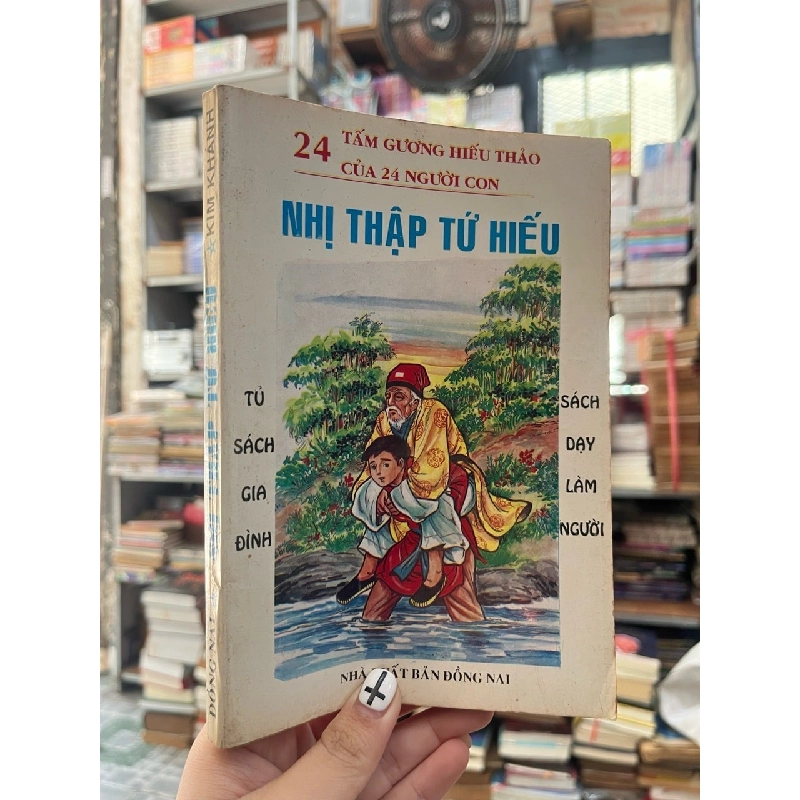 24 TẤM GƯƠNG HIẾU THẢO
CỦA 24 NGƯỜI CON
NHỊ THẬP TỨ HIẾU
TỦ
SÁCH
GIA
ĐÌNH
SÁCH
DẠY
LÀM
NGƯỜI
NHÀ XUẤT BẢN ĐỒNG NAI
KIM KHÁNH
ĐỒNG NAI